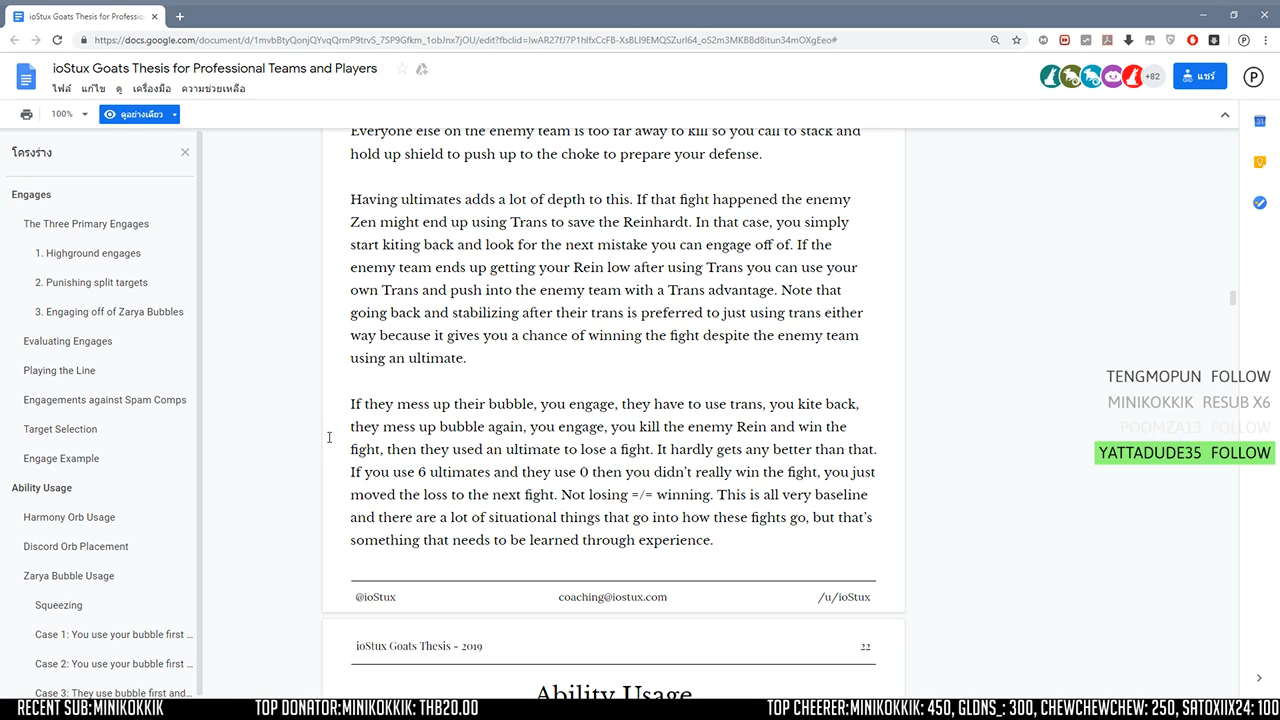 ioStux Goats Thesis for Professio
https://docs.google.com/document/d/1mvbBtyQonjQYvqQrmP9trvS_7SP9Gfkm_1obJnx7jOU/edit?fbclid=IwAR27fJ7P1hlfxCcFB-XsBLi9EMQSZurl64_oS2m3MKBBd8itun34mOXgEeo#
ioStux Goats Thesis for Professional Teams and Players
ไฟล์ แก้ไข ดู เครื่องมือ ความช่วยเหลือ
+82
แชร์
P
100%
ดูอย่างเดียว
โครงร่าง
Engages
The Three Primary Engages
1. Highground engages
2. Punishing split targets
3. Engaging off of Zarya Bubbles
Evaluating Engages
Playing the Line
Engagements against Spam Comps
Target Selection
Engage Example
Ability Usage
Harmony Orb Usage
Discord Orb Placement
Zarya Bubble Usage
Squeezing
Case 1: You use your bubble first ...
Case 2: You use your bubble first ...
Case 3: They use bubble first and...
Everyone else on the enemy team is too far away to kill so you call to stack and
hold up shield to push up to the choke to prepare your defense.
Having ultimates adds a lot of depth to this. If that fight happened the enemy
Zen might end up using Trans to save the Reinhardt. In that case, you simply
start kiting back and look for the next mistake you can engage off of. If the
enemy team ends up getting your Rein low after using Trans you can use your
own Trans and push into the enemy team with a Trans advantage. Note that
going back and stabilizing after their trans is preferred to just using trans either
way because it gives you a chance of winning the fight despite the enemy team
using an ultimate.
If they mess up their bubble, you engage, they have to use trans, you kite back,
they mess up bubble again, you engage, you kill the enemy Rein and win the
fight, then they used an ultimate to lose a fight. It hardly gets any better than that.
If you use 6 ultimates and they use 0 then you didn't really win the fight, you just
moved the loss to the next fight. Not losing =/= winning. This is all very baseline
and there are a lot of situational things that go into how these fights go, but that's
something that needs to be learned through experience.
@ioStux coaching@iostux.com /u/ioStux
ioStux Goats Thesis - 2019 22
Ability Usage
TENGMOPUN FOLLOW
MINIKOKKIK RESUB X6
POOMZA13 FOLLOW
YATTADUDE35 FOLLOW
RECENT SUB:MINIKOKKIK TOP DONATOR:MINIKOKKIK: THB20.00 TOP CHEERER:MINIKOKKIK: 450, GLDNS_: 300, CHEWCHEWCHEW: 250, SATOXIIX24: 100